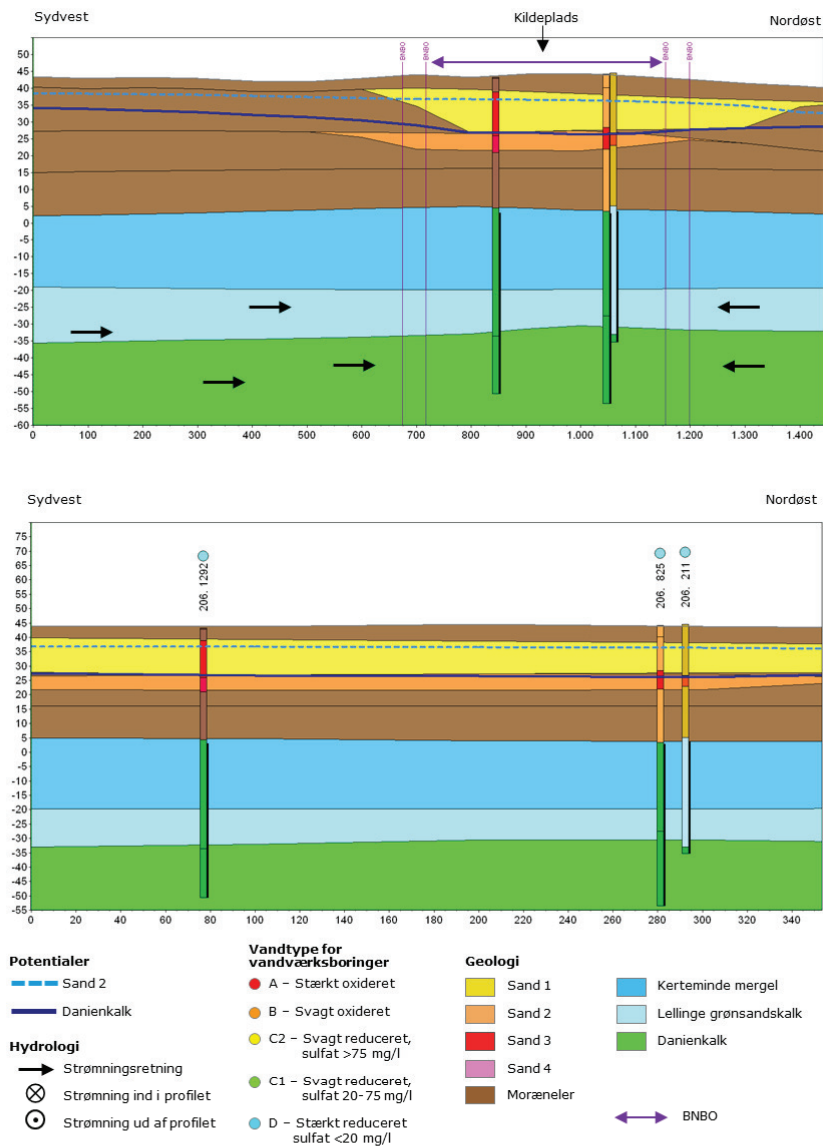 Kildeplads
Sydvest
Nordøst
BNBO
BNBO
BNBO
BNBO
55
50
45
40
35
30
25
20
15
10
5
0
-5
-10
-15
-20
-25
-30
-35
-40
-45
-50
-55
-60
0
100
200
300
400
500
600
700
800
900
1.000
1.100
1.200
1.300
1.400
Sydvest
Nordøst
206. 1292
206. 825
206. 211
75
70
65
60
55
50
45
40
35
30
25
20
15
10
5
0
-5
-10
-15
-20
-25
-30
-35
-40
-45
-50
-55
0
20
40
60
80
100
120
140
160
180
200
220
240
260
280
300
320
340
Potentialer
Sand 2
Danienkalk
Hydrologi
Strømningsretning
Strømning ind i profilet
Strømning ud af profilet
Vandtype for
vandværksboringer
A – Stærkt oxideret
B – Svagt oxideret
C2 – Svagt reduceret,
sulfat >75 mg/l
C1 – Svagt reduceret,
sulfat 20-75 mg/l
D – Stærkt reduceret
sulfat <20 mg/l
Geologi
Sand 1
Sand 2
Sand 3
Sand 4
Moræneler
Kerteminde mergel
Lellinge grønsandskalk
Danienkalk
BNBO